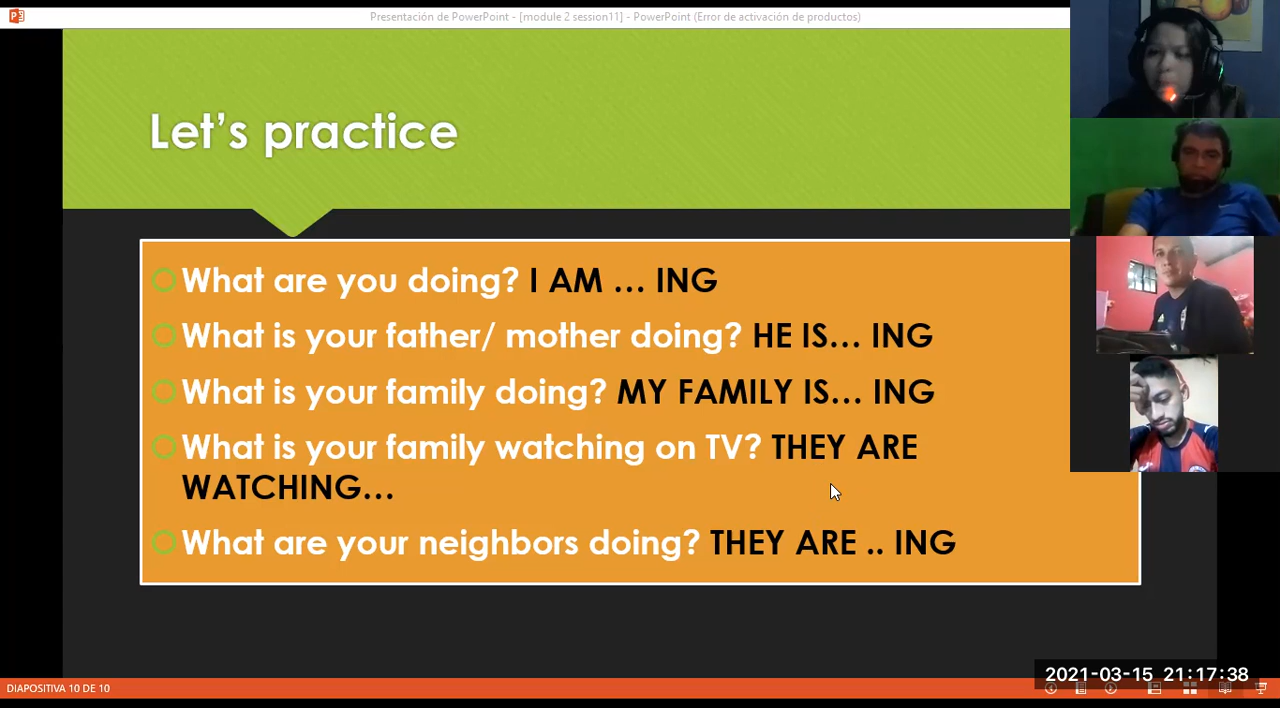 Presentación de PowerPoint - [module 2 session11] - PowerPoint (Error de activación de productos)
Let's practice
What are you doing? I AM … ING
What is your father/ mother doing? HE IS… ING
What is your family doing? MY FAMILY IS… ING
What is your family watching on TV? THEY ARE
WATCHING…
What are your neighbors doing? THEY ARE .. ING
2021-03-15 21:17:38
DIAPOSITIVA 10 DE 10